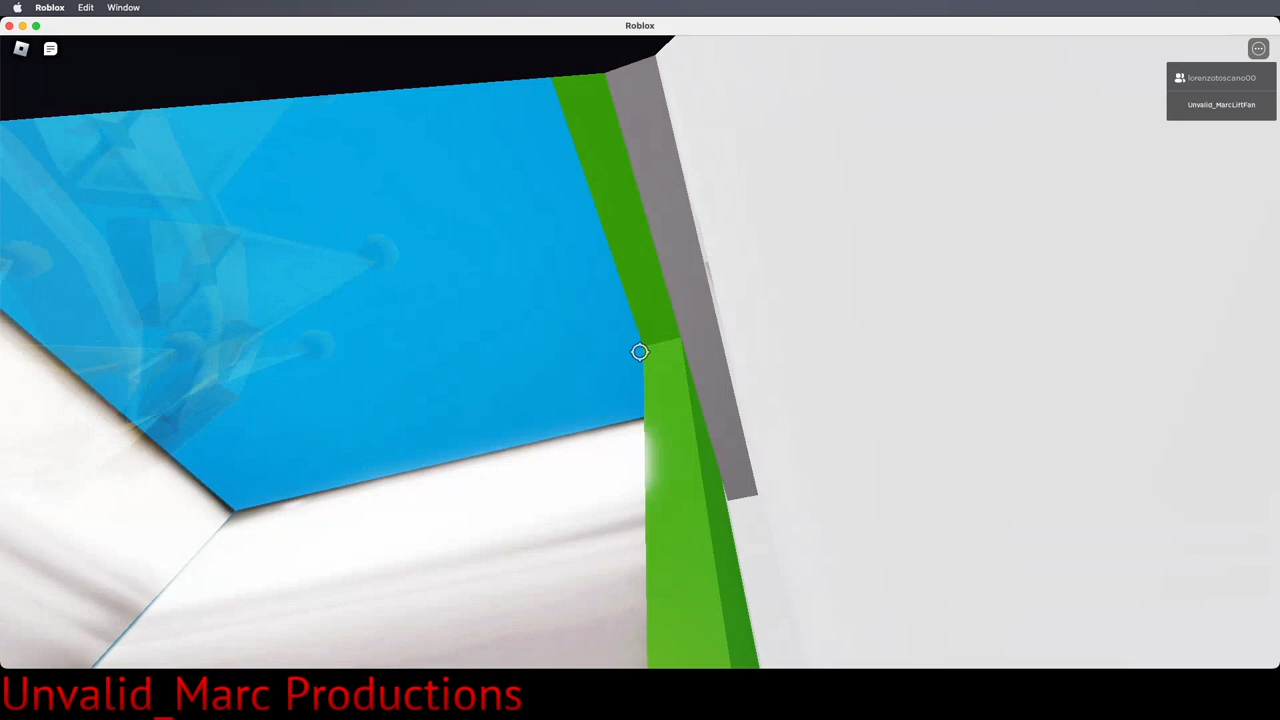 Roblox Edit Window
Roblox
lorenzotoscano00
Unvalid_MarcLiftFan
Unvalid_Marc Productions